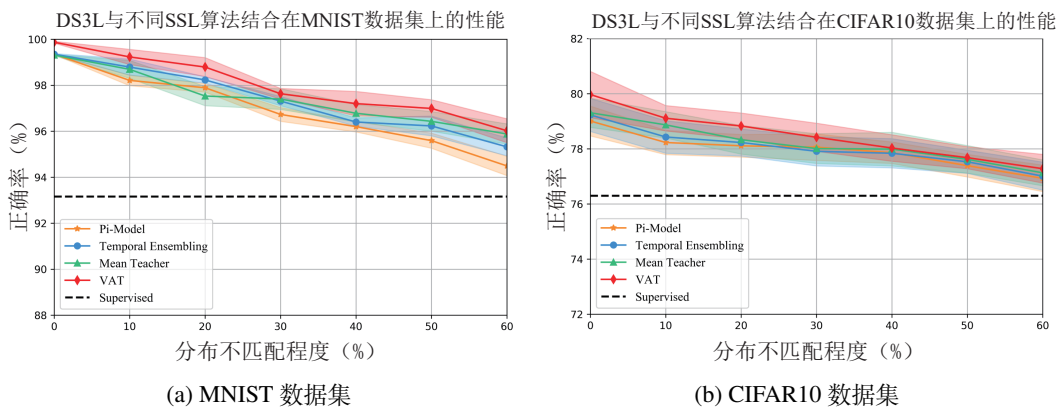 DS3L与不同SSL算法结合在MNIST数据集上的性能
100
98
96
94
92
90
88
正确率（%）
Pi-Model
Temporal Ensembling
Mean Teacher
VAT
Supervised
0 10 20 30 40 50 60
分布不匹配程度（%）
(a) MNIST 数据集
DS3L与不同SSL算法结合在CIFAR10数据集上的性能
82
80
78
76
74
72
正确率（%）
Pi-Model
Temporal Ensembling
Mean Teacher
VAT
Supervised
0 10 20 30 40 50 60
分布不匹配程度（%）
(b) CIFAR10 数据集